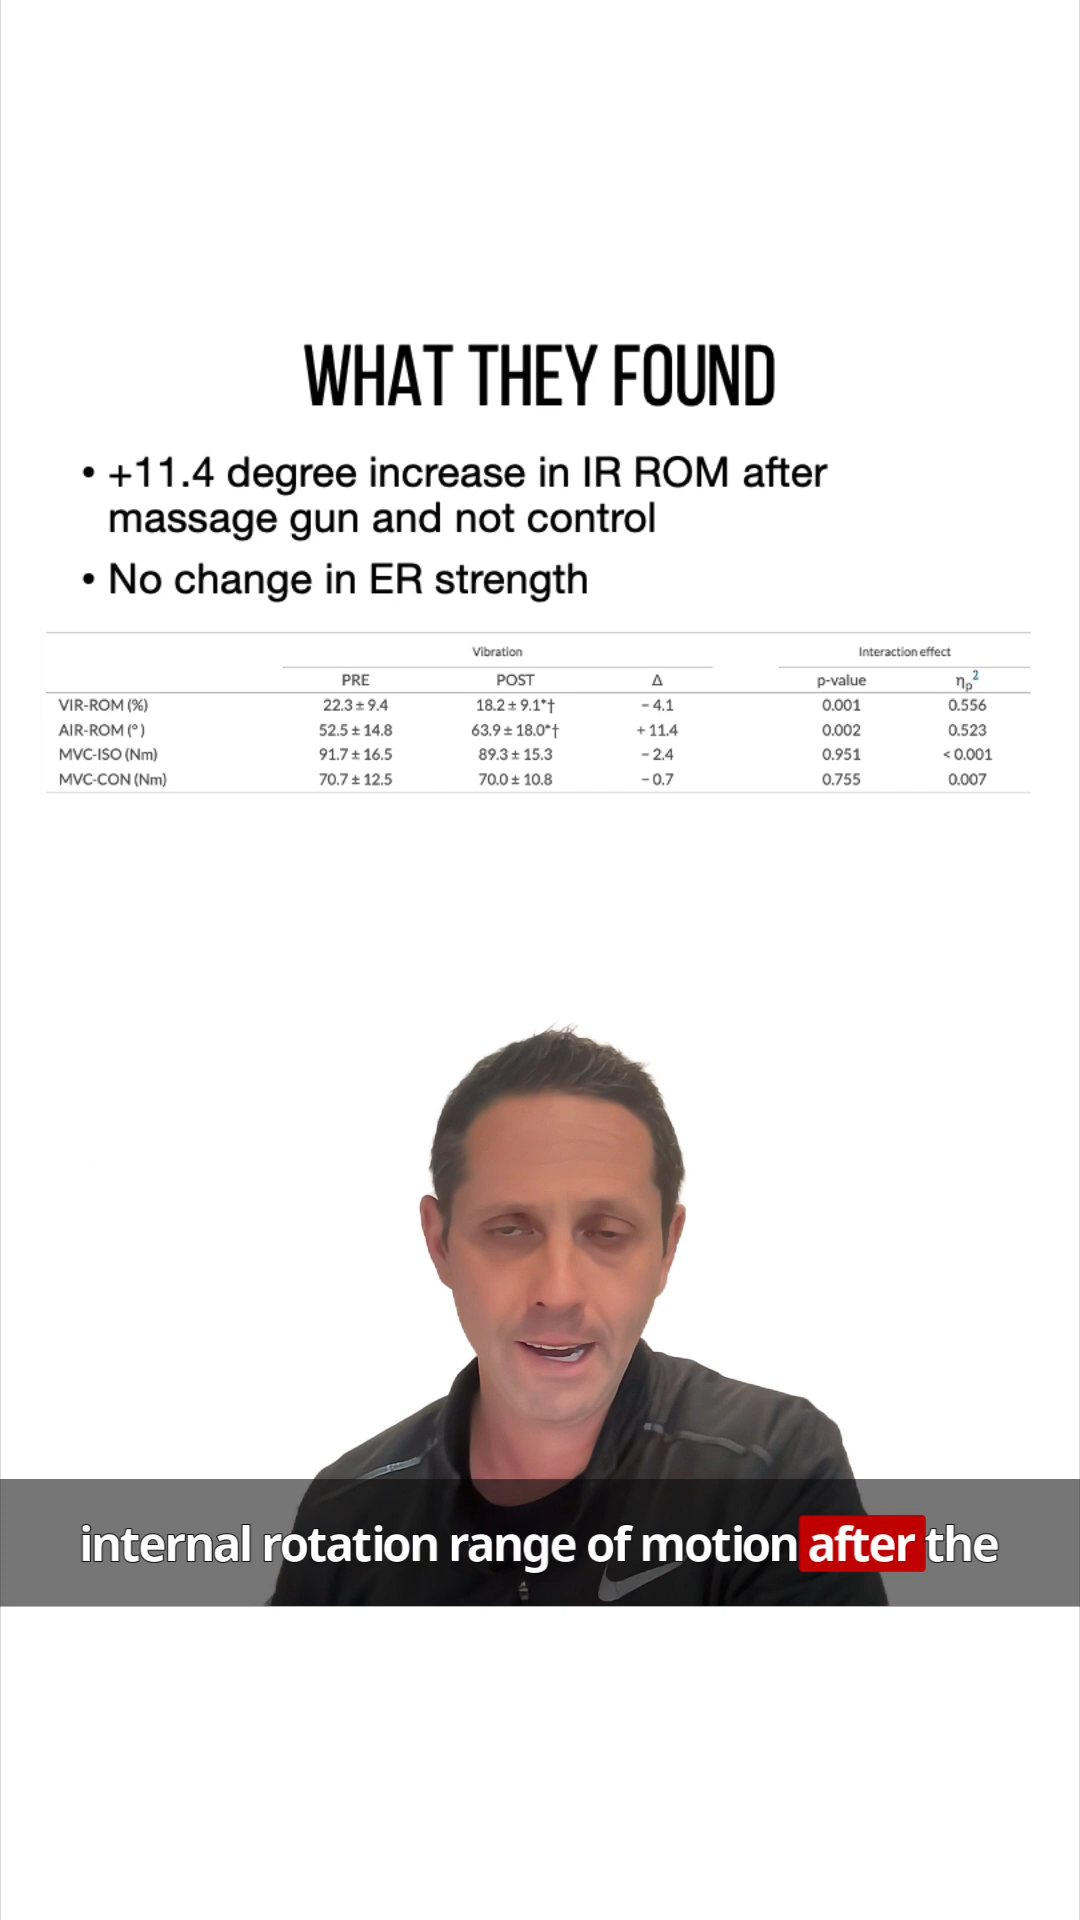 WHAT THEY FOUND
• +11.4 degree increase in IR ROM after
massage gun and not control
• No change in ER strength
Vibration Interaction effect
PRE POST Δ p-value ηp²
VIR-ROM (%) 22.3 ± 9.4 18.2 ± 9.1*† − 4.1 0.001 0.556
AIR-ROM (°) 52.5 ± 14.8 63.9 ± 18.0*† + 11.4 0.002 0.523
MVC-ISO (Nm) 91.7 ± 16.5 89.3 ± 15.3 − 2.4 0.951 < 0.001
MVC-CON (Nm) 70.7 ± 12.5 70.0 ± 10.8 − 0.7 0.755 0.007
internal rotation range of motion after the